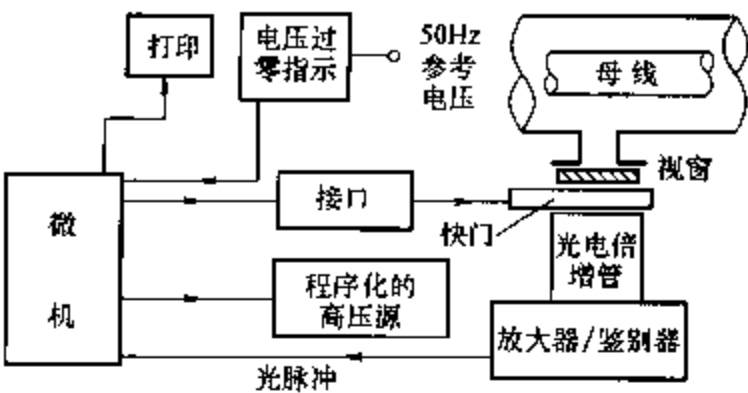 打印
电压过
零指示
50Hz
参考
电压
母线
视窗
微
机
接口
快门
光电倍
增管
程序化的
高压源
放大器/鉴别器
光脉冲